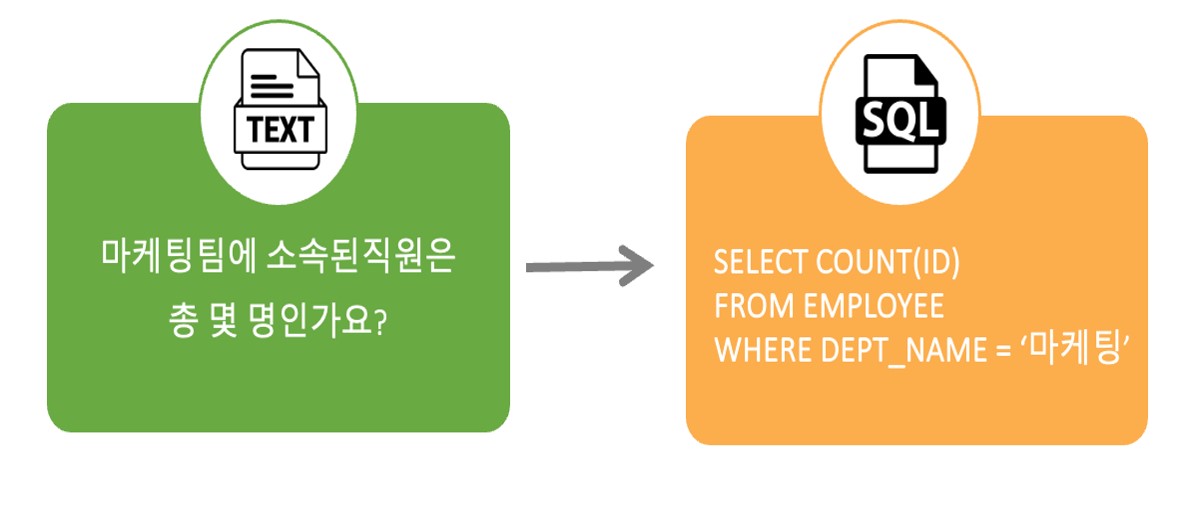 TEXT
마케팅팀에 소속된직원은
총 몇 명인가요?
SQL
SELECT COUNT(ID)
FROM EMPLOYEE
WHERE DEPT_NAME = ‘마케팅’